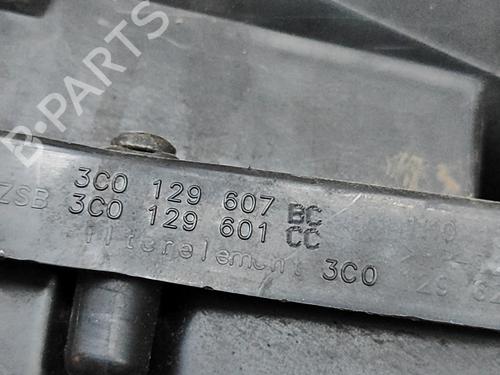 B-PARTS
3C0 129 607 BC
ZSB 3C0 129 601 CC
filterelement 3C0